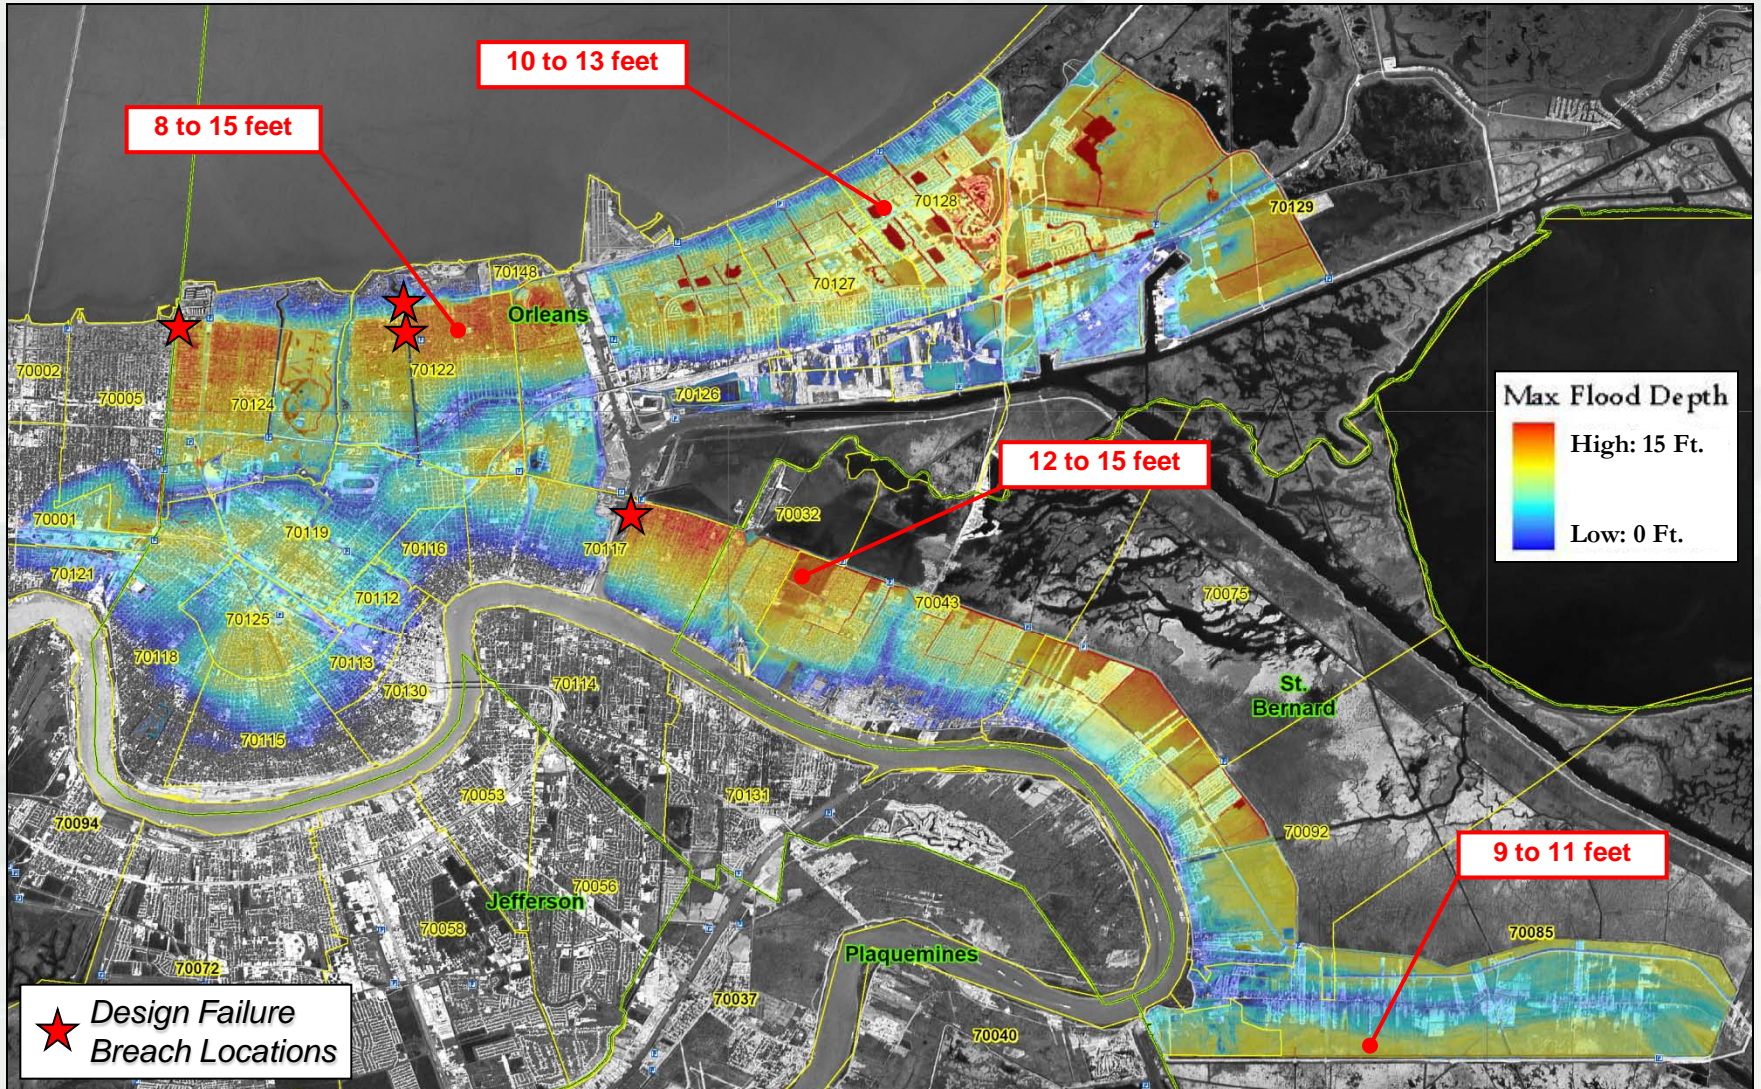 10 to 13 feet
8 to 15 feet
70128
70129
70148
70127
Orleans
70002
70122
70005
70126
70124
Max Flood Depth
High: 15 Ft.
Low: 0 Ft.
12 to 15 feet
70001
70032
70119
70116
70117
70121
70112
70043
70075
70125
70118
70113
70130
70114
St.
Bernard
70115
70053
70131
70094
70092
9 to 11 feet
70056
Jefferson
70058
70085
Plaquemines
70072
70037
70040
Design Failure
Breach Locations